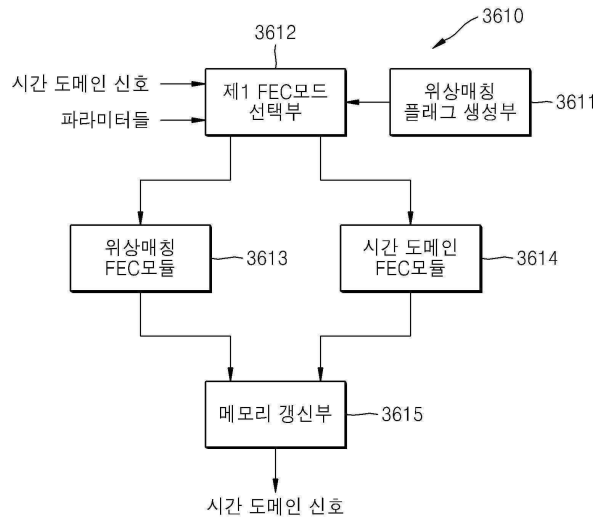 3610
3612
시간 도메인 신호
파라미터들
제1 FEC모드
선택부
위상매칭
플래그 생성부
3611
위상매칭
FEC모듈
3613
시간 도메인
FEC모듈
3614
메모리 갱신부
3615
시간 도메인 신호